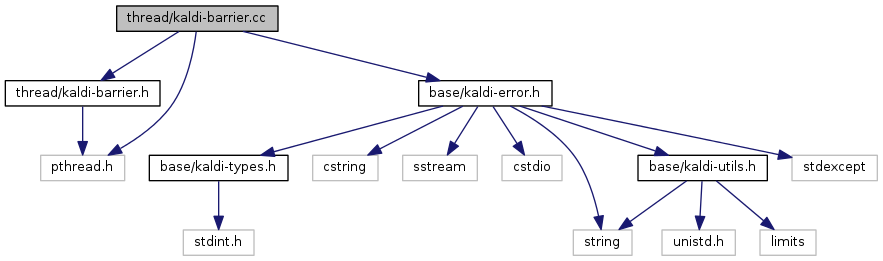 thread/kaldi-barrier.cc
thread/kaldi-barrier.h
base/kaldi-error.h
pthread.h
base/kaldi-types.h
cstring
sstream
cstdio
base/kaldi-utils.h
stdexcept
stdint.h
string
unistd.h
limits